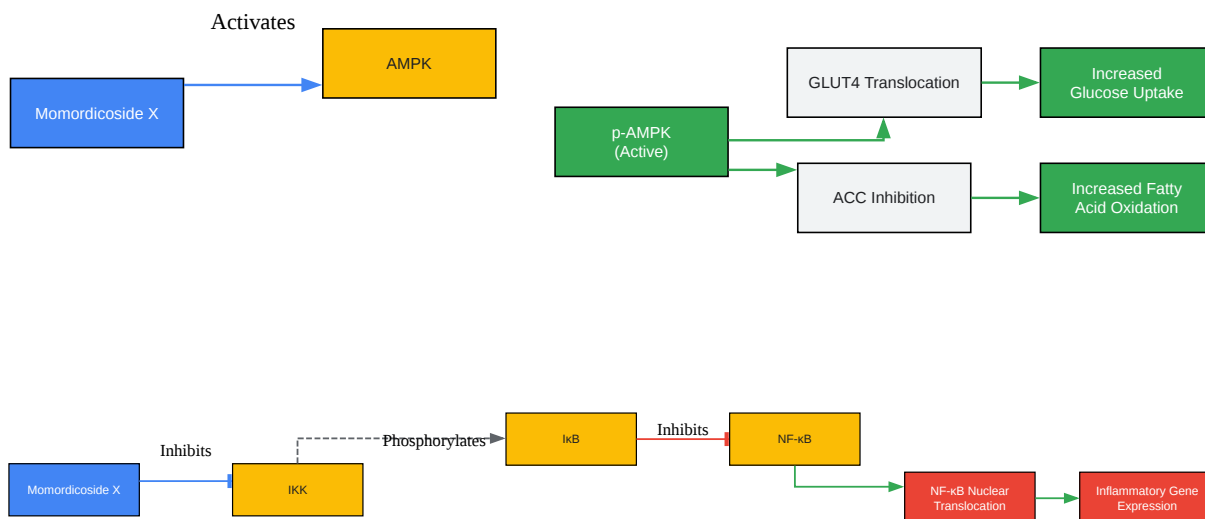 Activates
AMPK
Momordicoside X
GLUT4 Translocation
Increased
Glucose Uptake
p-AMPK
(Active)
ACC Inhibition
Increased Fatty
Acid Oxidation
Momordicoside X
Inhibits
IKK
Phosphorylates
IκB
Inhibits
NF-κB
NF-κB Nuclear
Translocation
Inflammatory Gene
Expression